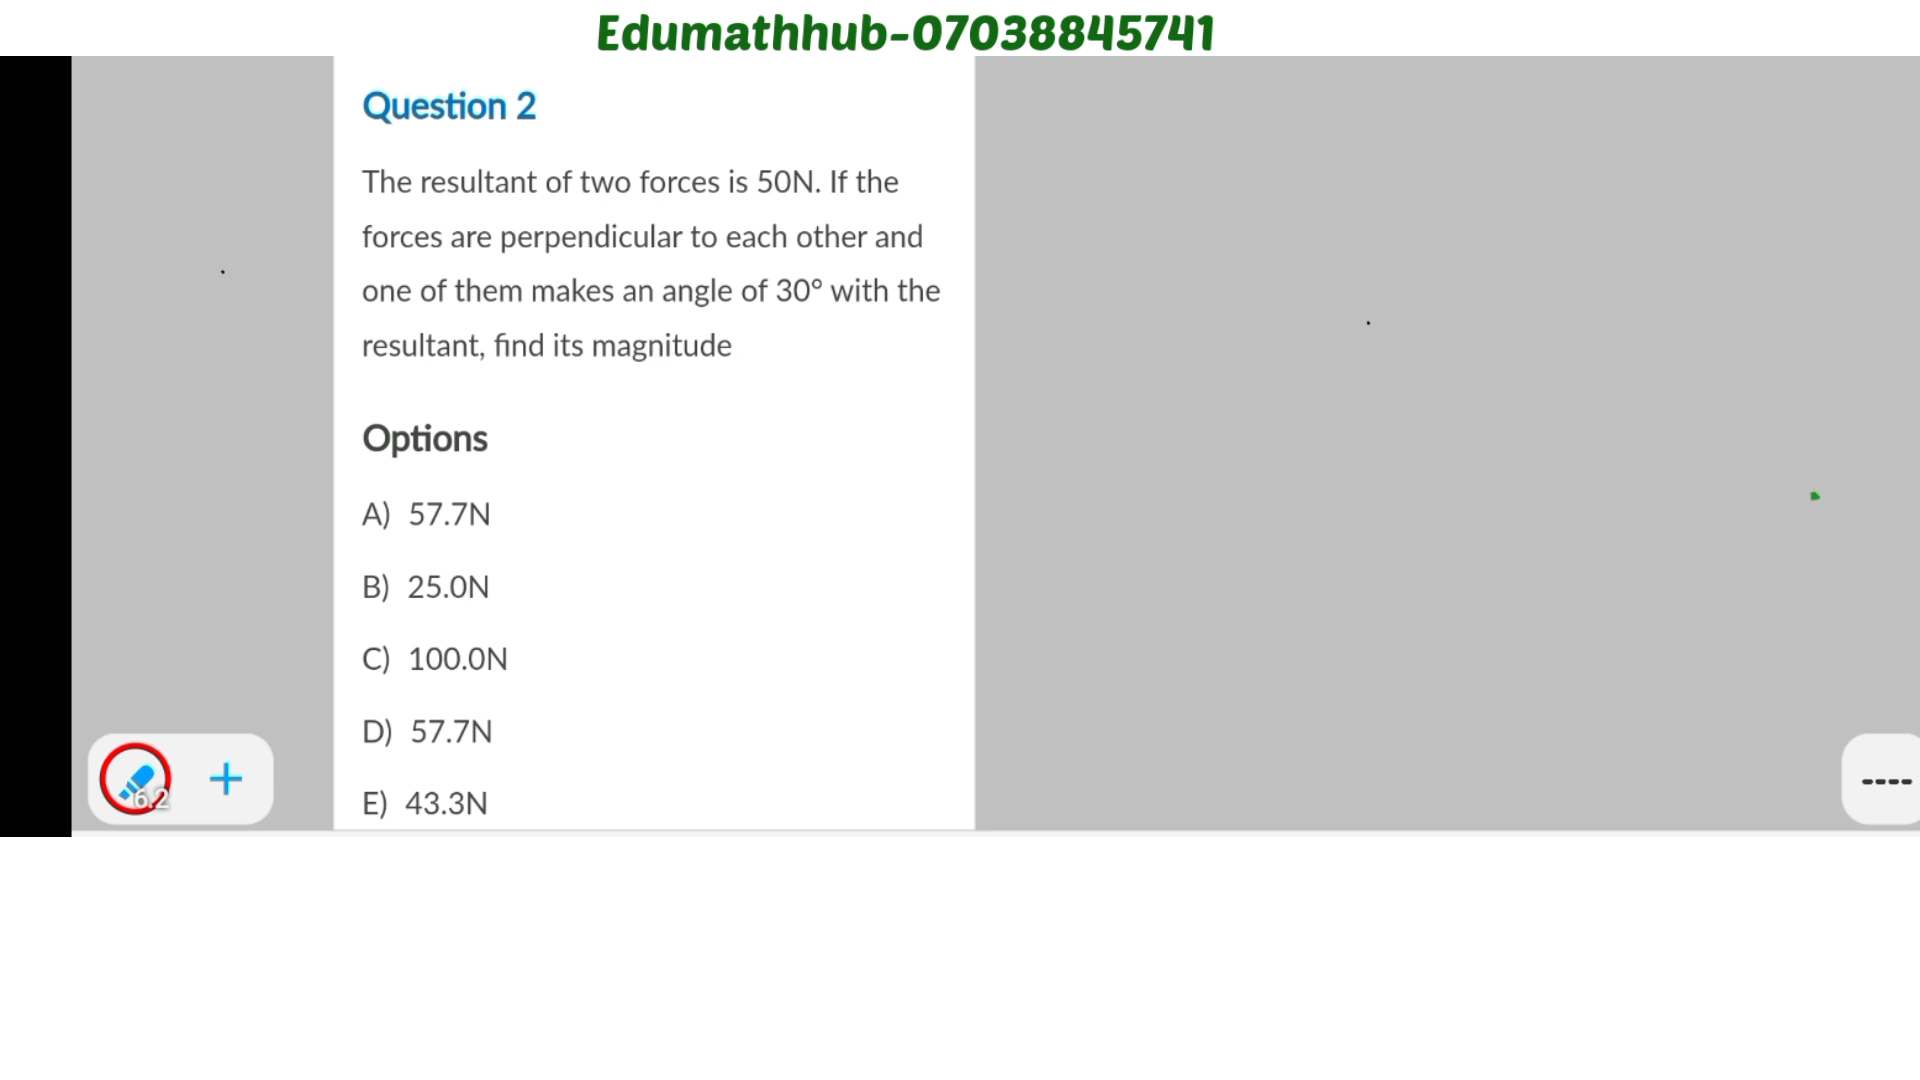 Edumathhub-07038845741
Question 2
The resultant of two forces is 50N. If the
forces are perpendicular to each other and
one of them makes an angle of 30° with the
resultant, find its magnitude
Options
A) 57.7N
B) 25.0N
C) 100.0N
D) 57.7N
E) 43.3N
6.2